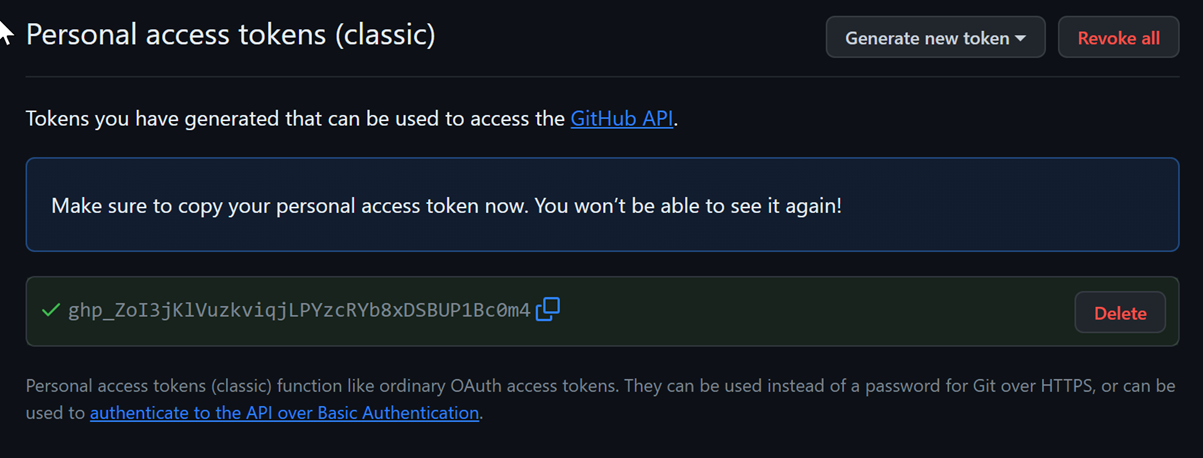 Personal access tokens (classic)
Generate new token
Revoke all
Tokens you have generated that can be used to access the GitHub API.
Make sure to copy your personal access token now. You won’t be able to see it again!
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
Delete
Personal access tokens (classic) function like ordinary OAuth access tokens. They can be used instead of a password for Git over HTTPS, or can be
used to authenticate to the API over Basic Authentication.